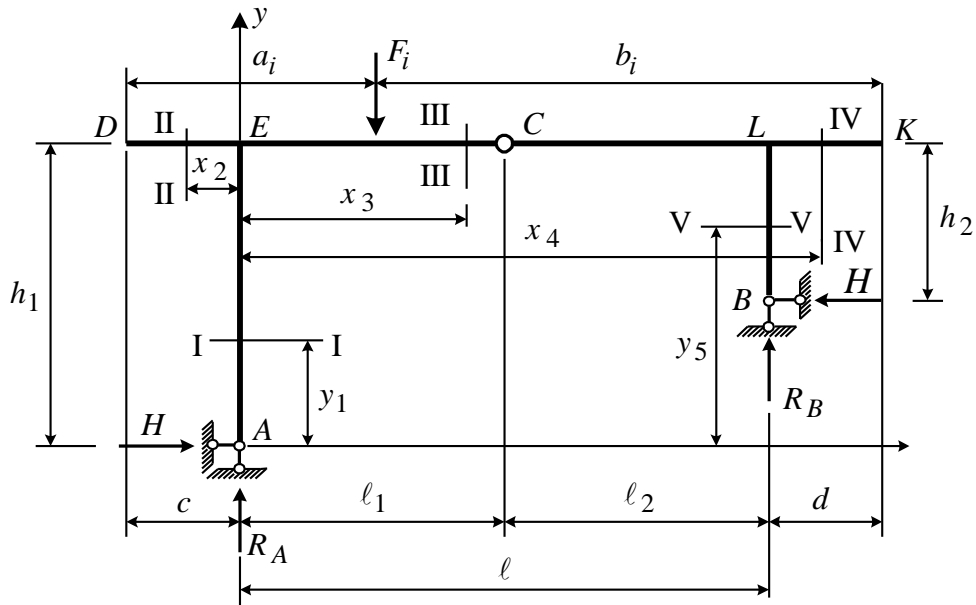 y
a_i F_i b_i
D II E III C L IV K
x_2 II III
x_3 V V h_2
x_4 IV
h_1 B H
I I y_5
y_1 R_B
H A
c ℓ_1 ℓ_2 d
R_A
ℓ